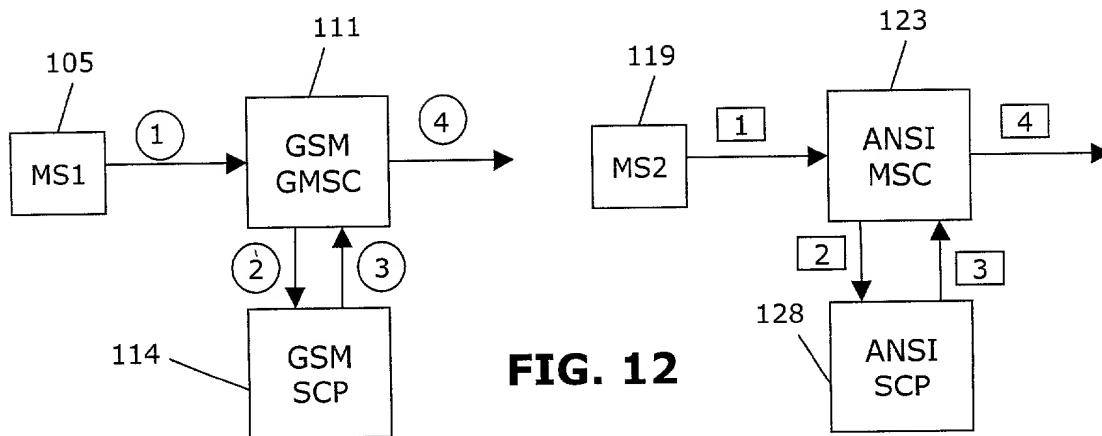 111
123
105
119
1
4
1
4
MS1
GSM
GMSC
MS2
ANSI
MSC
2
3
2
3
114
GSM
SCP
FIG. 12
128
ANSI
SCP